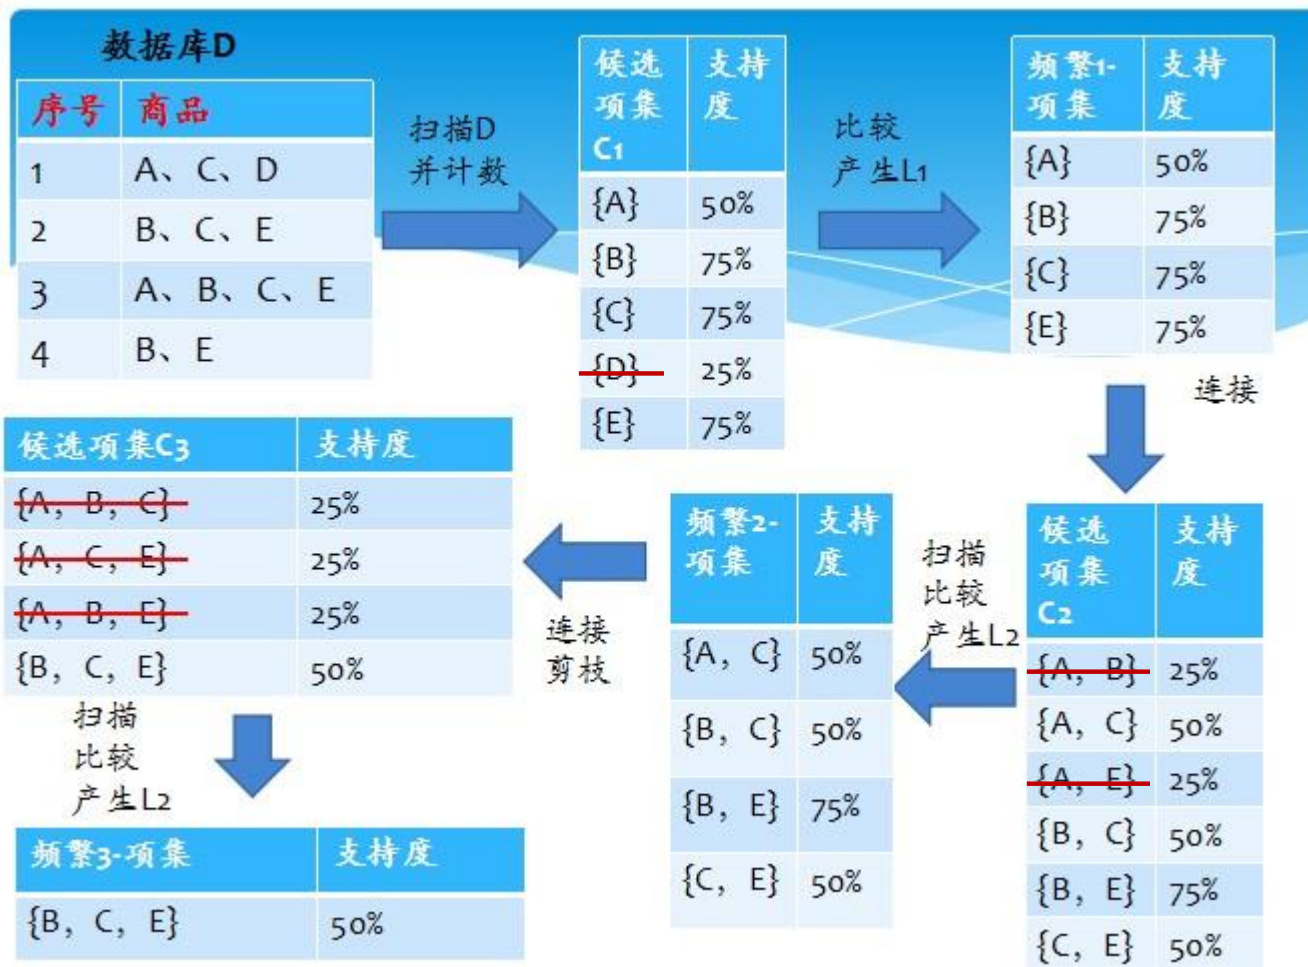 数据库D
序号 商品
1 A、C、D
2 B、C、E
3 A、B、C、E
4 B、E
扫描D
并计数
候选项集C1 支持度
{A} 50%
{B} 75%
{C} 75%
{D} 25%
{E} 75%
比较
产生L1
频繁1-项集 支持度
{A} 50%
{B} 75%
{C} 75%
{E} 75%
连接
候选项集C2 支持度
{A, B} 25%
{A, C} 50%
{A, E} 25%
{B, C} 50%
{B, E} 75%
{C, E} 50%
扫描
比较
产生L2
频繁2-项集 支持度
{A, C} 50%
{B, C} 50%
{B, E} 75%
{C, E} 50%
连接
剪枝
候选项集C3 支持度
{A, B, C} 25%
{A, C, E} 25%
{A, B, E} 25%
{B, C, E} 50%
扫描
比较
产生L2
频繁3-项集 支持度
{B, C, E} 50%